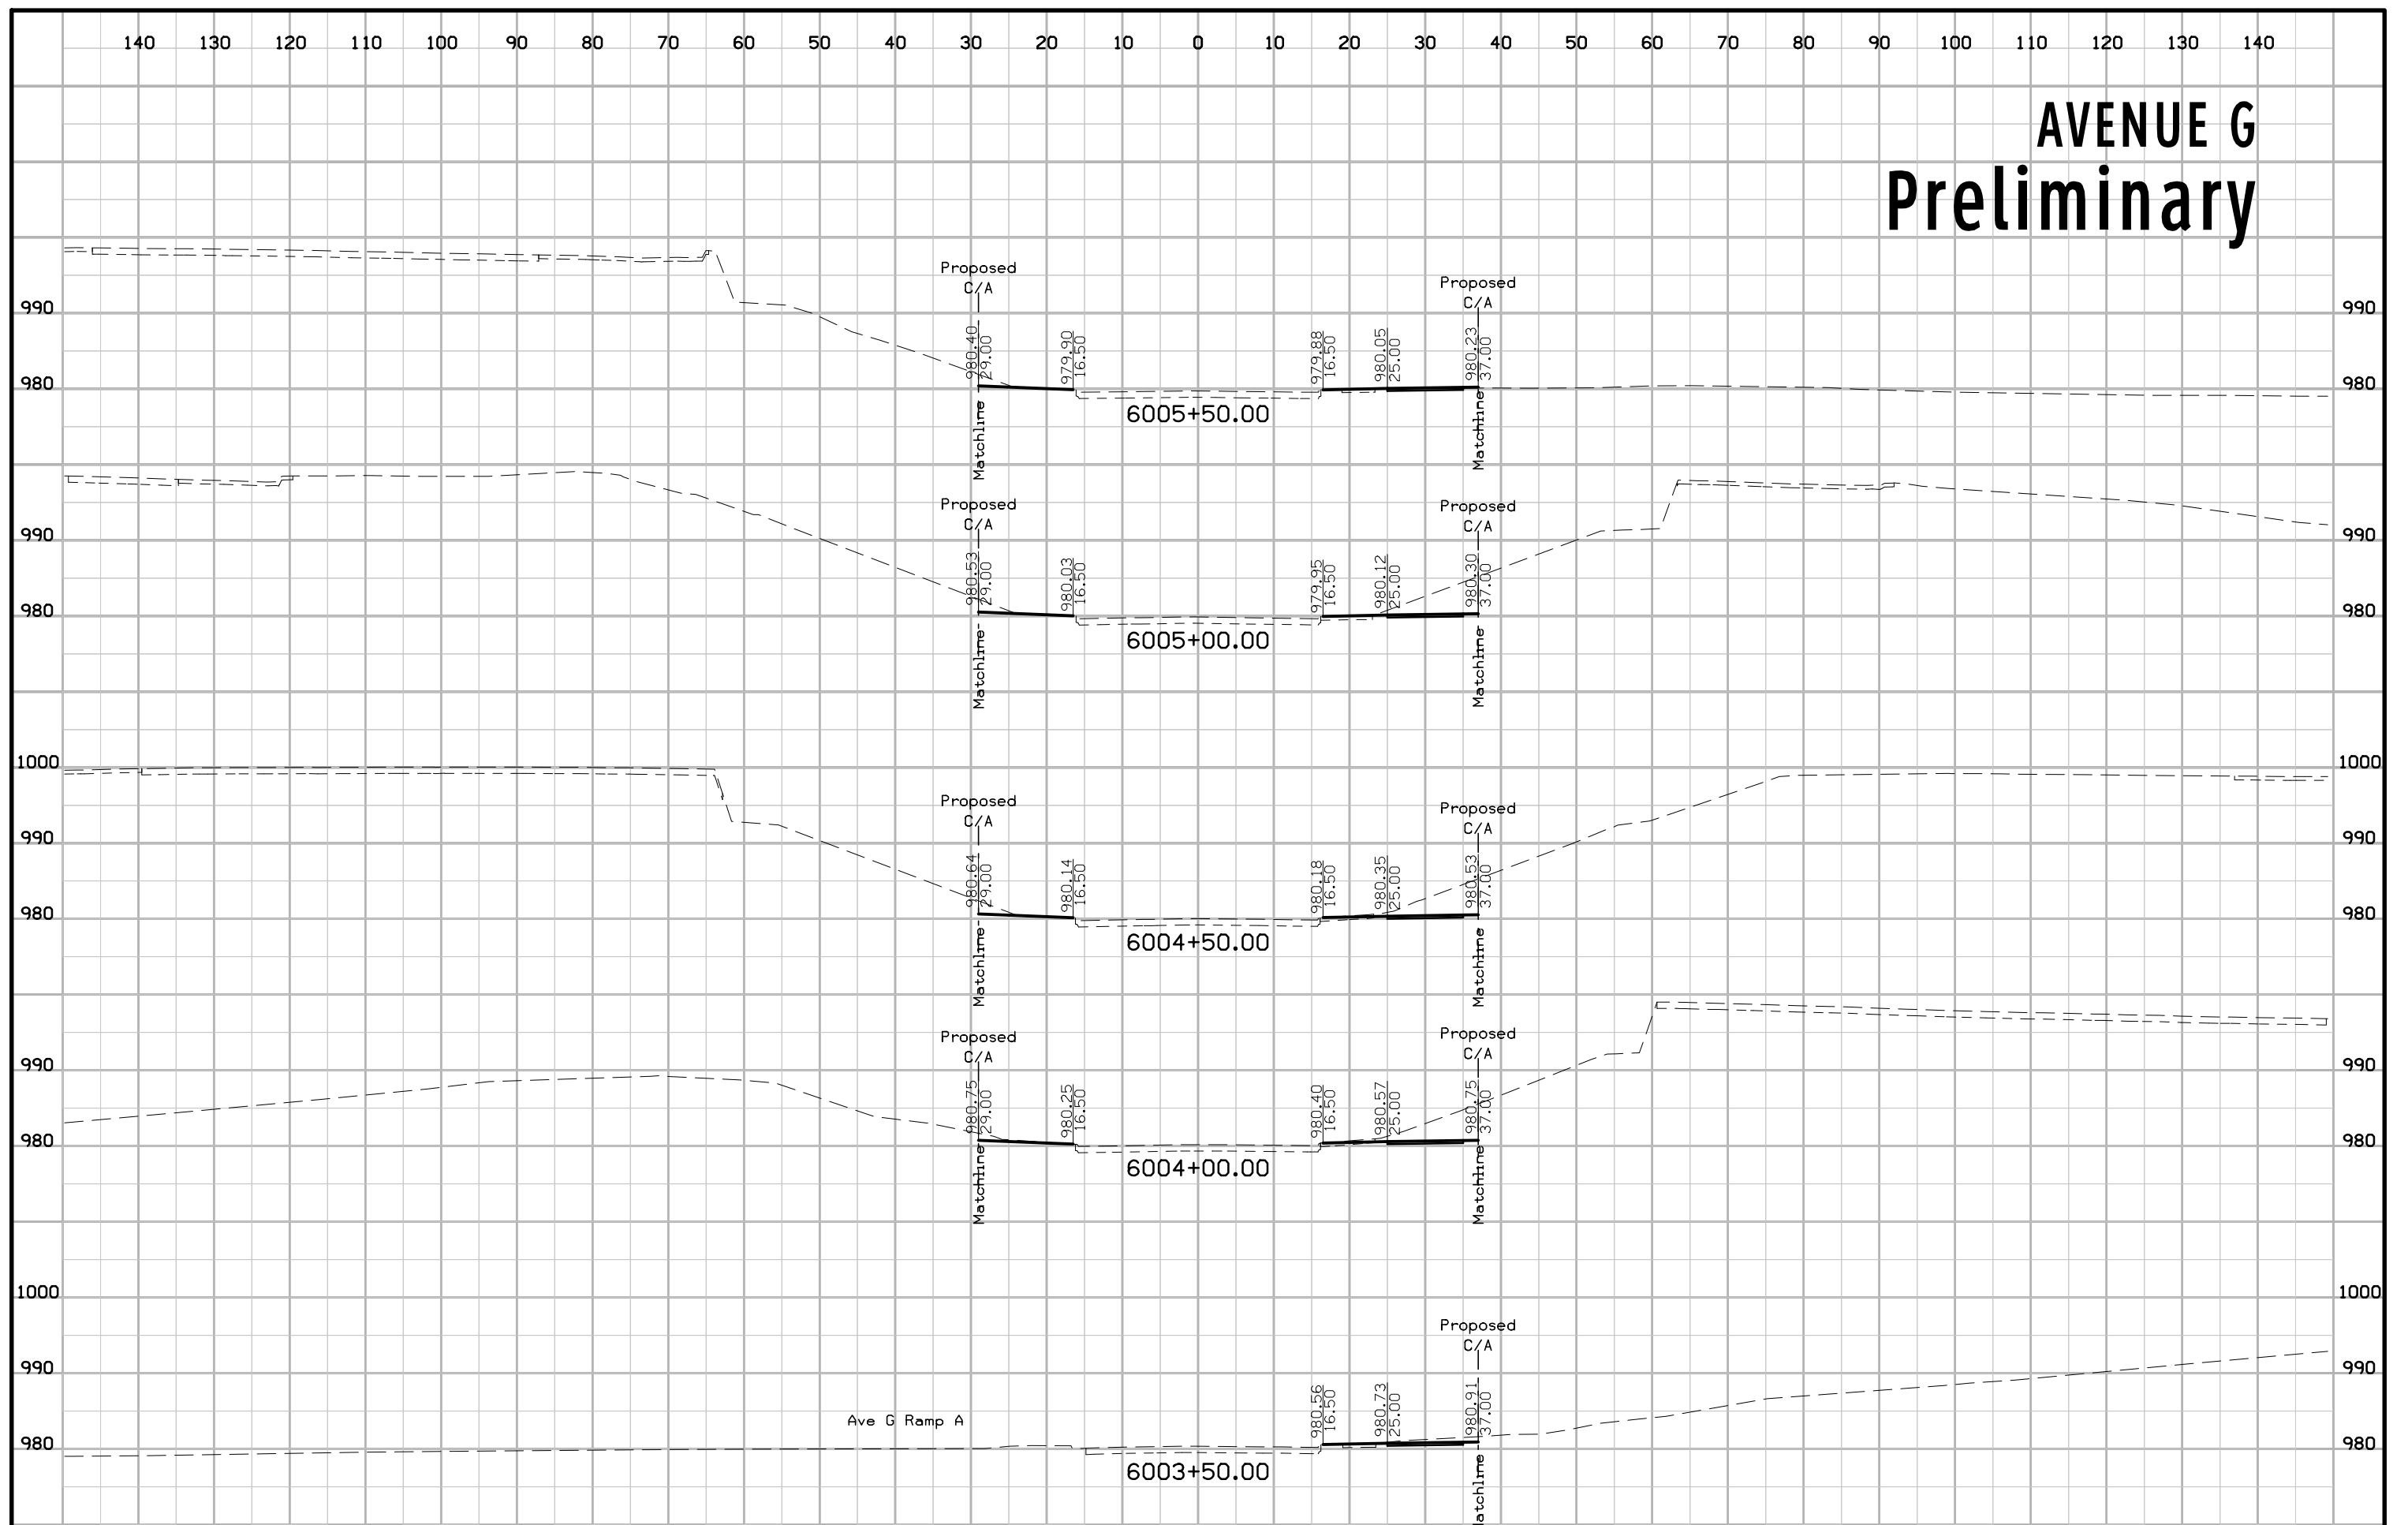 140 130 120 110 100 90 80 70 60 50 40 30 20 10 0 10 20 30 40 50 60 70 80 90 100 110 120 130 140
AVENUE G
Preliminary
Proposed
C/A
Proposed
C/A
990
990
980.40
29.00
979.90
16.50
979.88
16.50
980.05
25.00
980.23
37.00
980
980
6005+50.00
Matchline
Matchline
Proposed
C/A
Proposed
C/A
990
990
980.53
29.00
980.03
16.50
979.95
16.50
980.12
25.00
980.30
37.00
980
980
6005+00.00
Matchline
Matchline
1000
1000
Proposed
C/A
Proposed
C/A
990
990
980.64
29.00
980.14
16.50
980.18
16.50
980.35
25.00
980.53
37.00
980
980
6004+50.00
Matchline
Matchline
Proposed
C/A
Proposed
C/A
990
990
980.75
29.00
980.25
16.50
980.40
16.50
980.57
25.00
980.75
37.00
980
980
6004+00.00
Matchline
Matchline
1000
1000
Proposed
C/A
990
990
980.56
16.50
980.73
25.00
980.91
37.00
Ave G Ramp A
980
980
6003+50.00
atchline